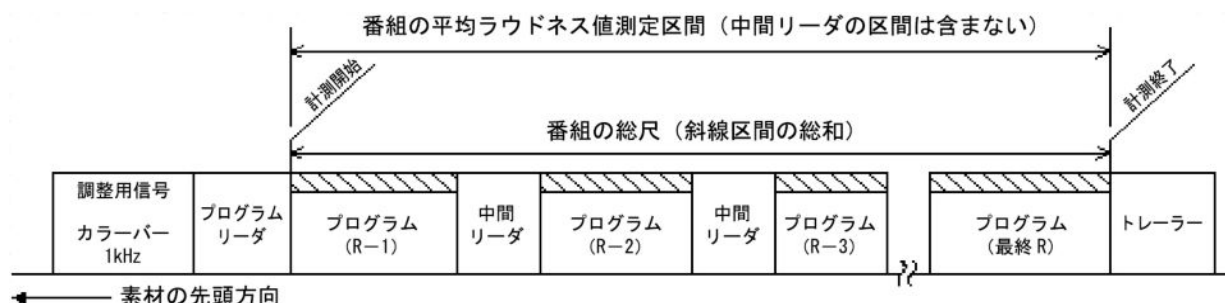 番組の平均ラウドネス値測定区間（中間リーダの区間は含まない）
計測開始
計測終了
番組の総尺（斜線区間の総和）
調整用信号
カラーバー
1kHz
プログラム
リーダ
プログラム
(R－1)
中間
リーダ
プログラム
(R－2)
中間
リーダ
プログラム
(R－3)
プログラム
(最終 R)
トレーラー
素材の先頭方向